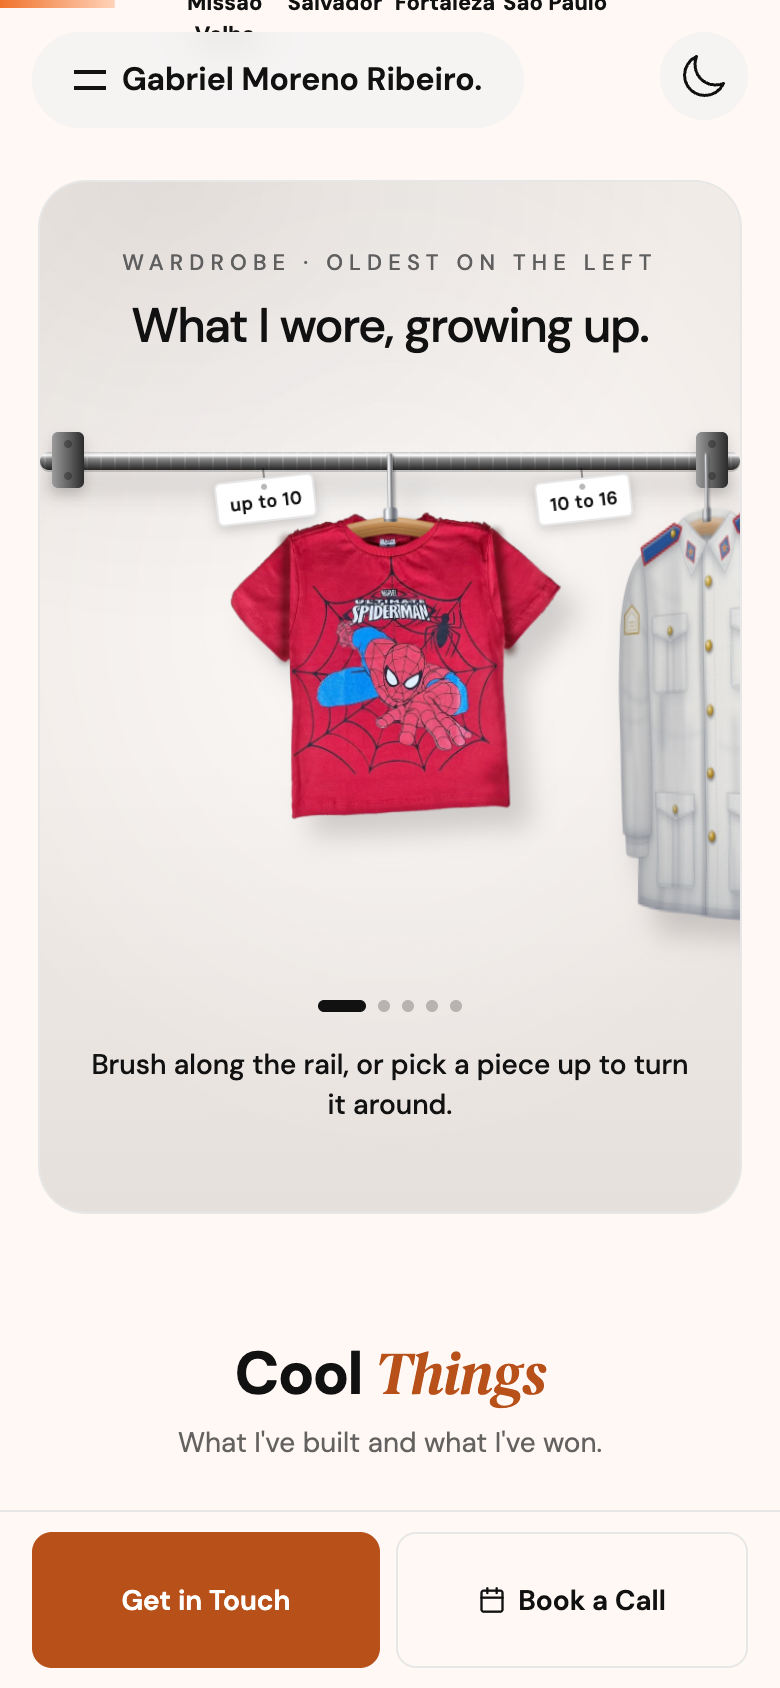 Missão Salvador Fortaleza São Paulo
Velha
Gabriel Moreno Ribeiro.
WARDROBE · OLDEST ON THE LEFT
What I wore, growing up.
up to 10
10 to 16
MARVEL
ULTIMATE
SPIDER-MAN
Brush along the rail, or pick a piece up to turn
it around.
Cool Things
What I've built and what I've won.
Get in Touch
Book a Call